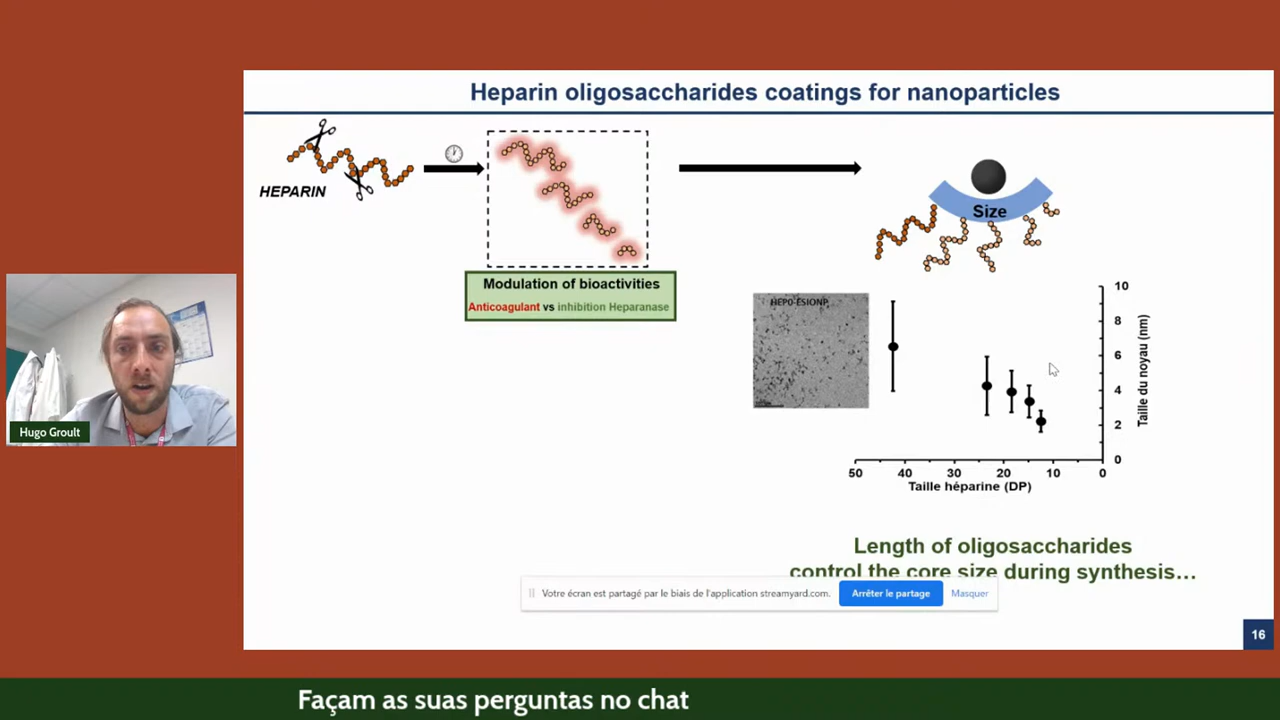 Heparin oligosaccharides coatings for nanoparticles
HEPARIN
Modulation of bioactivities
Anticoagulant vs inhibition Heparanase
Size
HEP0-ESIONP
10
8
6
4
2
0
Taille du noyau (nm)
50 40 30 20 10 0
Taille héparine (DP)
Hugo Groult
Length of oligosaccharides
control the core size during synthesis…
Votre écran est partagé par le biais de l'application streamyard.com. Arrêter le partage Masquer
16
Façam as suas perguntas no chat